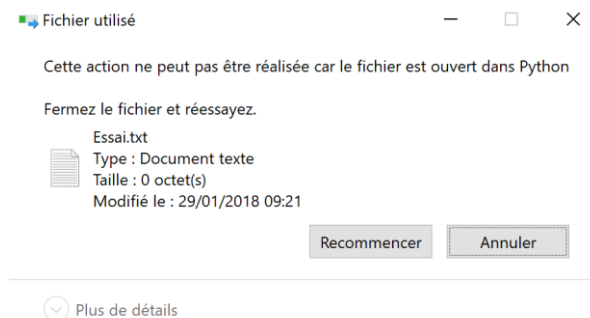 Fichier utilisé
Cette action ne peut pas être réalisée car le fichier est ouvert dans Python
Fermez le fichier et réessayez.
Essai.txt
Type : Document texte
Taille : 0 octet(s)
Modifié le : 29/01/2018 09:21
Recommencer Annuler
Plus de détails